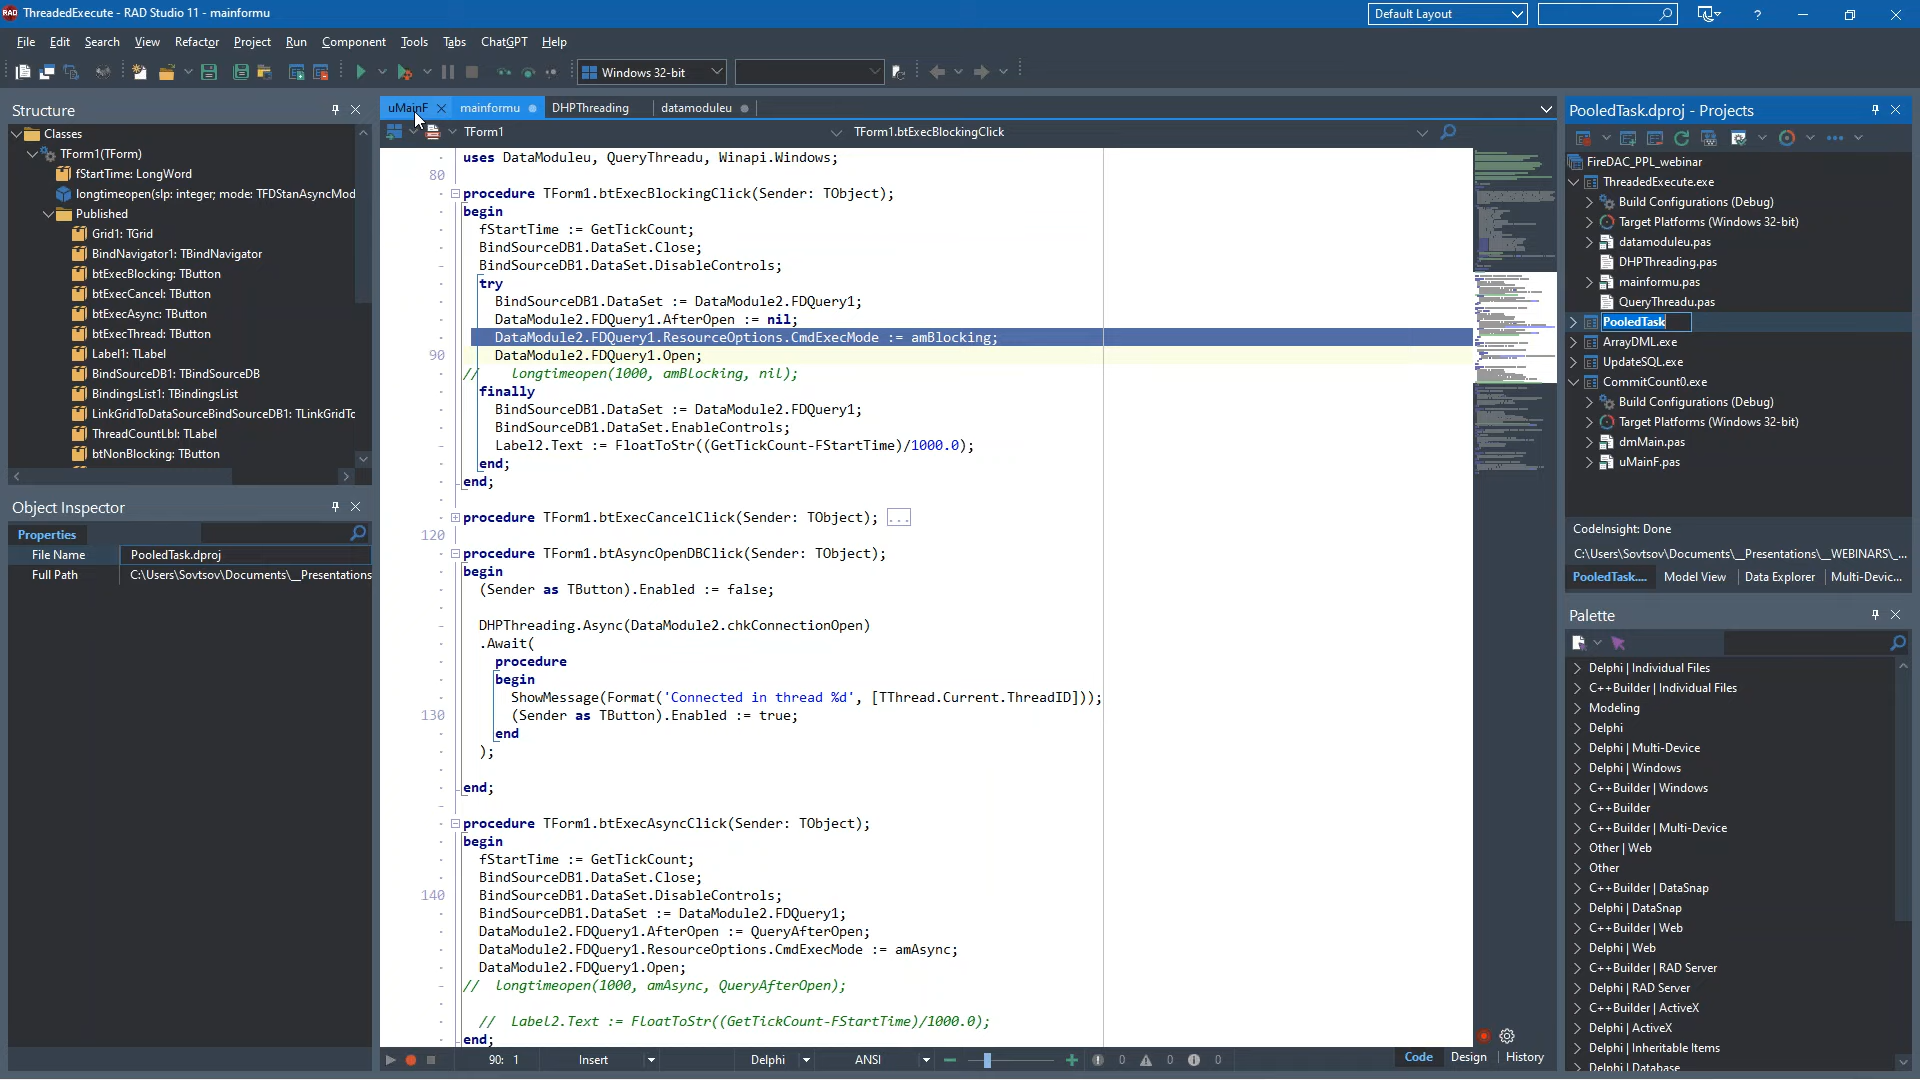 ThreadedExecute - RAD Studio 11 - mainformu
Default Layout
File Edit Search View Refactor Project Run Component Tools Tabs ChatGPT Help
Windows 32-bit
Structure
Classes
TForm1(TForm)
fStartTime: LongWord
longtimeopen(slp: integer; mode: TFDStanAsyncMod
Published
Grid1: TGrid
BindNavigator1: TBindNavigator
btExecBlocking: TButton
btExecCancel: TButton
btExecAsync: TButton
btExecThread: TButton
Label1: TLabel
BindSourceDB1: TBindSourceDB
BindingsList1: TBindingsList
LinkGridToDataSourceBindSourceDB1: TLinkGridTc
ThreadCountLbl: TLabel
btNonBlocking: TButton
Object Inspector
Properties
File Name PooledTask.dproj
Full Path C:\Users\Sovtsov\Documents\__Presentations
uMainF mainformu DHPThreading datamoduleu
TForm1 TForm1.btExecBlockingClick
uses DataModuleu, QueryThreadu, Winapi.Windows;
80
procedure TForm1.btExecBlockingClick(Sender: TObject);
begin
fStartTime := GetTickCount;
BindSourceDB1.DataSet.Close;
BindSourceDB1.DataSet.DisableControls;
try
BindSourceDB1.DataSet := DataModule2.FDQuery1;
DataModule2.FDQuery1.AfterOpen := nil;
DataModule2.FDQuery1.ResourceOptions.CmdExecMode := amBlocking;
90 DataModule2.FDQuery1.Open;
// longtimeopen(1000, amBlocking, nil);
finally
BindSourceDB1.DataSet := DataModule2.FDQuery1;
BindSourceDB1.DataSet.EnableControls;
Label2.Text := FloatToStr((GetTickCount-FStartTime)/1000.0);
end;
end;
procedure TForm1.btExecCancelClick(Sender: TObject); ...
120
procedure TForm1.btAsyncOpenDBClick(Sender: TObject);
begin
(Sender as TButton).Enabled := false;
DHPThreading.Async(DataModule2.chkConnectionOpen)
.Await(
procedure
begin
ShowMessage(Format('Connected in thread %d', [TThread.Current.ThreadID]));
130 (Sender as TButton).Enabled := true;
end
);
end;
procedure TForm1.btExecAsyncClick(Sender: TObject);
begin
fStartTime := GetTickCount;
BindSourceDB1.DataSet.Close;
140 BindSourceDB1.DataSet.DisableControls;
BindSourceDB1.DataSet := DataModule2.FDQuery1;
DataModule2.FDQuery1.AfterOpen := QueryAfterOpen;
DataModule2.FDQuery1.ResourceOptions.CmdExecMode := amAsync;
DataModule2.FDQuery1.Open;
// longtimeopen(1000, amAsync, QueryAfterOpen);
// Label2.Text := FloatToStr((GetTickCount-FStartTime)/1000.0);
end;
90: 1 Insert Delphi ANSI 0 0 0 Code Design History
PooledTask.dproj - Projects
FireDAC_PPL_webinar
ThreadedExecute.exe
Build Configurations (Debug)
Target Platforms (Windows 32-bit)
datamoduleu.pas
DHPThreading.pas
mainformu.pas
QueryThreadu.pas
PooledTask
ArrayDML.exe
UpdateSQL.exe
CommitCount0.exe
Build Configurations (Debug)
Target Platforms (Windows 32-bit)
dmMain.pas
uMainF.pas
CodeInsight: Done
C:\Users\Sovtsov\Documents\__Presentations\__WEBINARS\_...
PooledTask.... Model View Data Explorer Multi-Devic...
Palette
Delphi | Individual Files
C++Builder | Individual Files
Modeling
Delphi
Delphi | Multi-Device
Delphi | Windows
C++Builder | Windows
C++Builder
C++Builder | Multi-Device
Other | Web
Other
C++Builder | DataSnap
Delphi | DataSnap
C++Builder | Web
Delphi | Web
C++Builder | RAD Server
Delphi | RAD Server
C++Builder | ActiveX
Delphi | ActiveX
Delphi | Inheritable Items
Delphi | Database